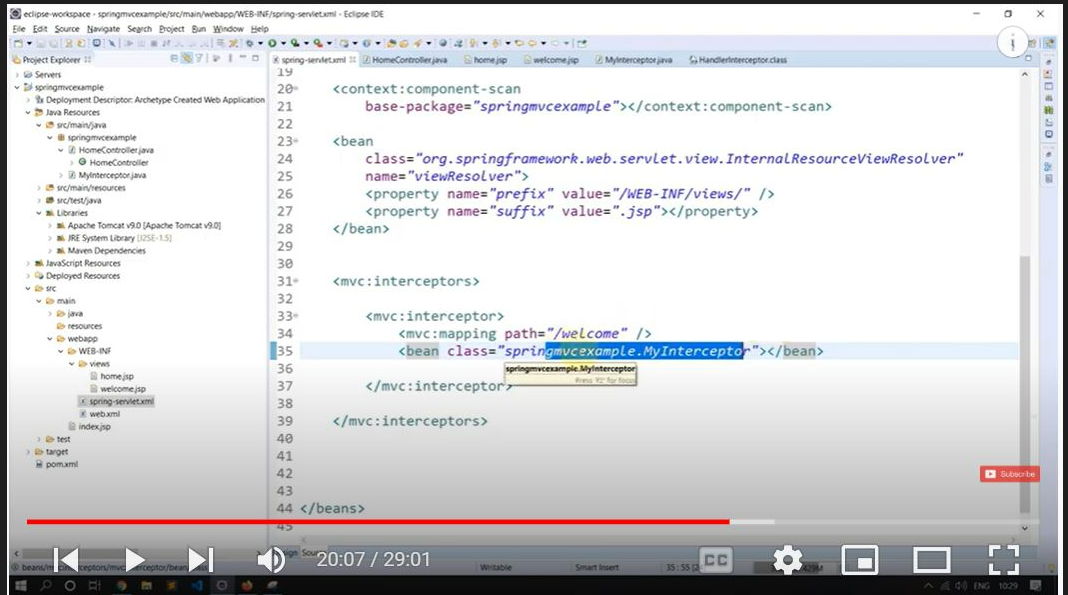 eclipse-workspace - springmvcexample/src/main/webapp/WEB-INF/spring-servlet.xml - Eclipse IDE
File Edit Source Navigate Search Project Run Window Help
Project Explorer
spring-servlet.xml HomeController.java home.jsp welcome.jsp MyInterceptor.java HandlerInterceptor.class
Servers
springmvcexample
Deployment Descriptor: Archetype Created Web Application
Java Resources
src/main/java
springmvcexample
HomeController.java
HomeController
MyInterceptor.java
src/main/resources
src/test/java
Libraries
Apache Tomcat v9.0 [Apache Tomcat v9.0]
JRE System Library [J2SE-1.5]
Maven Dependencies
JavaScript Resources
Deployed Resources
src
main
java
resources
webapp
WEB-INF
views
home.jsp
welcome.jsp
spring-servlet.xml
web.xml
index.jsp
test
target
pom.xml
19
20 <context:component-scan
21 base-package="springmvcexample"></context:component-scan>
22
23 <bean
24 class="org.springframework.web.servlet.view.InternalResourceViewResolver"
25 name="viewResolver">
26 <property name="prefix" value="/WEB-INF/views/" />
27 <property name="suffix" value=".jsp"></property>
28 </bean>
29
30
31 <mvc:interceptors>
32
33 <mvc:interceptor>
34 <mvc:mapping path="/welcome" />
35 <bean class="springmvcexample.MyInterceptor"></bean>
36
springmvcexample.MyInterceptor
Press 'F2' for focus
37 </mvc:interceptor>
38
39 </mvc:interceptors>
40
41
42
43
44 </beans>
45
Subscribe
20:07 / 29:01
CC
Writable Smart Insert
ENG 10:29